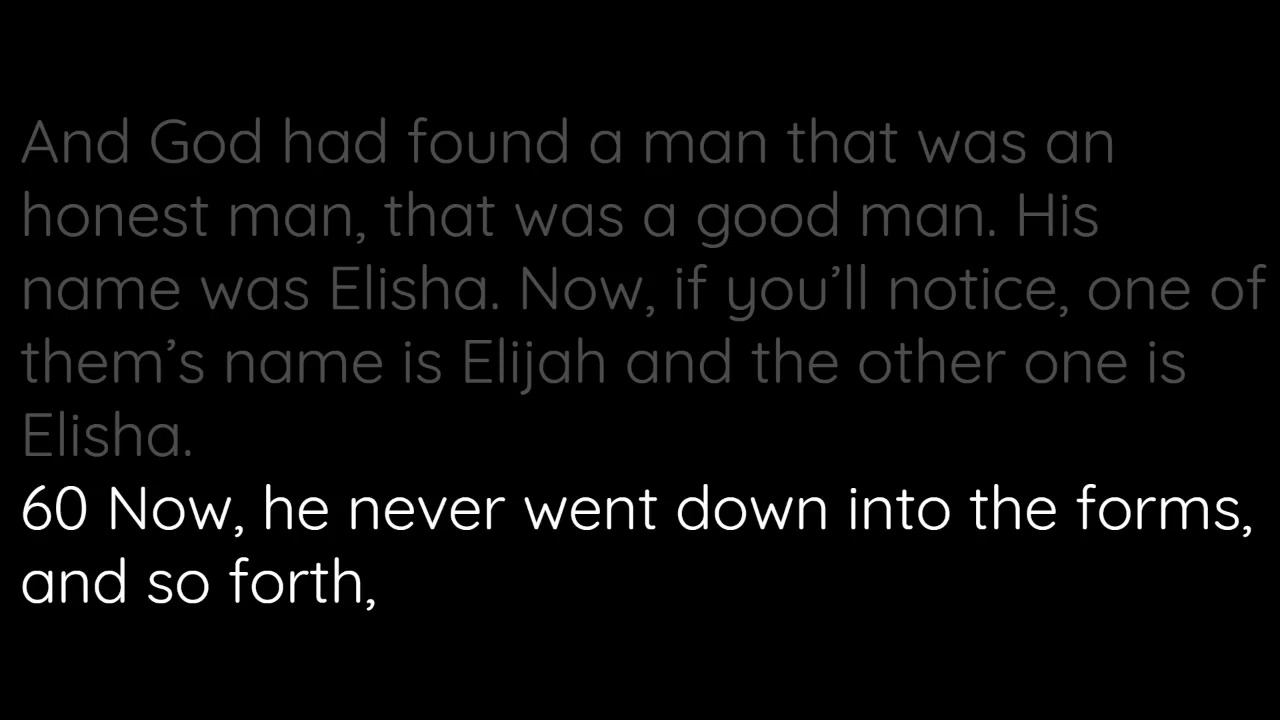 And God had found a man that was an
honest man, that was a good man. His
name was Elisha. Now, if you’ll notice, one of
them’s name is Elijah and the other one is
Elisha.
60 Now, he never went down into the forms,
and so forth,